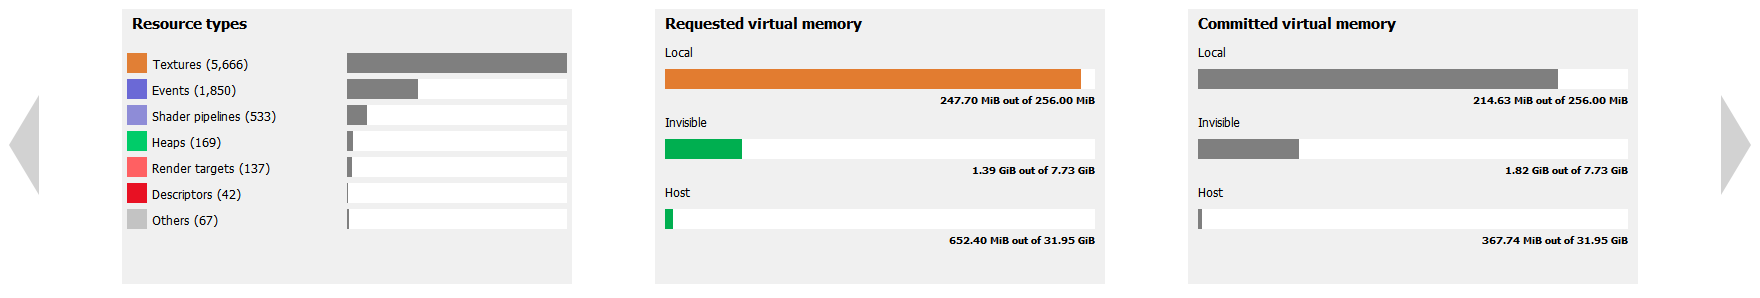 Resource types
Textures (5,666)
Events (1,850)
Shader pipelines (533)
Heaps (169)
Render targets (137)
Descriptors (42)
Others (67)
Requested virtual memory
Local
247.70 MiB out of 256.00 MiB
Invisible
1.39 GiB out of 7.73 GiB
Host
652.40 MiB out of 31.95 GiB
Committed virtual memory
Local
214.63 MiB out of 256.00 MiB
Invisible
1.82 GiB out of 7.73 GiB
Host
367.74 MiB out of 31.95 GiB